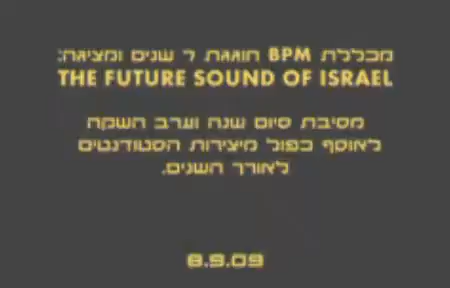 מכללת BPM חוגגת 7 שנים ומציגה:
THE FUTURE SOUND OF ISRAEL
מסיבת סיום שנה וערב השקה
לאוסף כפול מיצירות הסטודנטים
לאורך השנים.
8.9.09